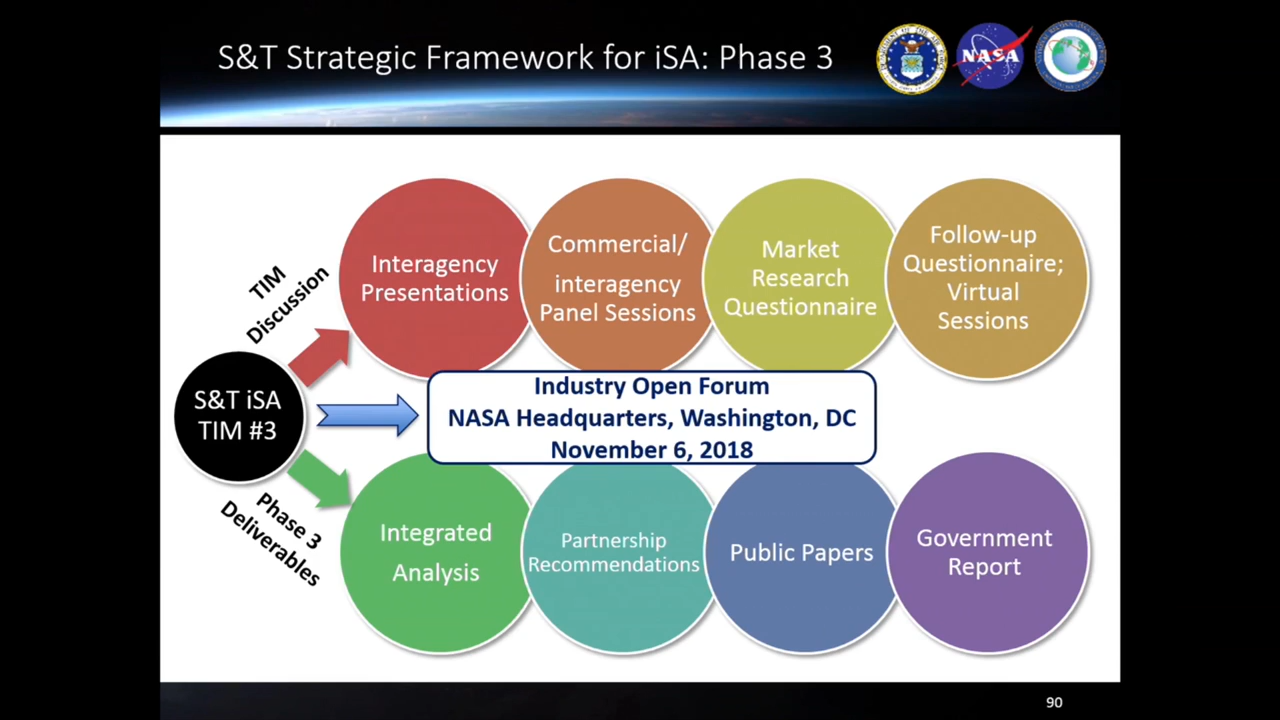 S&T Strategic Framework for iSA: Phase 3
NASA
TIM
Discussion
Interagency
Presentations
Commercial/
interagency
Panel Sessions
Market
Research
Questionnaire
Follow-up
Questionnaire;
Virtual
Sessions
S&T iSA
TIM #3
Industry Open Forum
NASA Headquarters, Washington, DC
November 6, 2018
Phase 3
Deliverables
Integrated
Analysis
Partnership
Recommendations
Public Papers
Government
Report
90